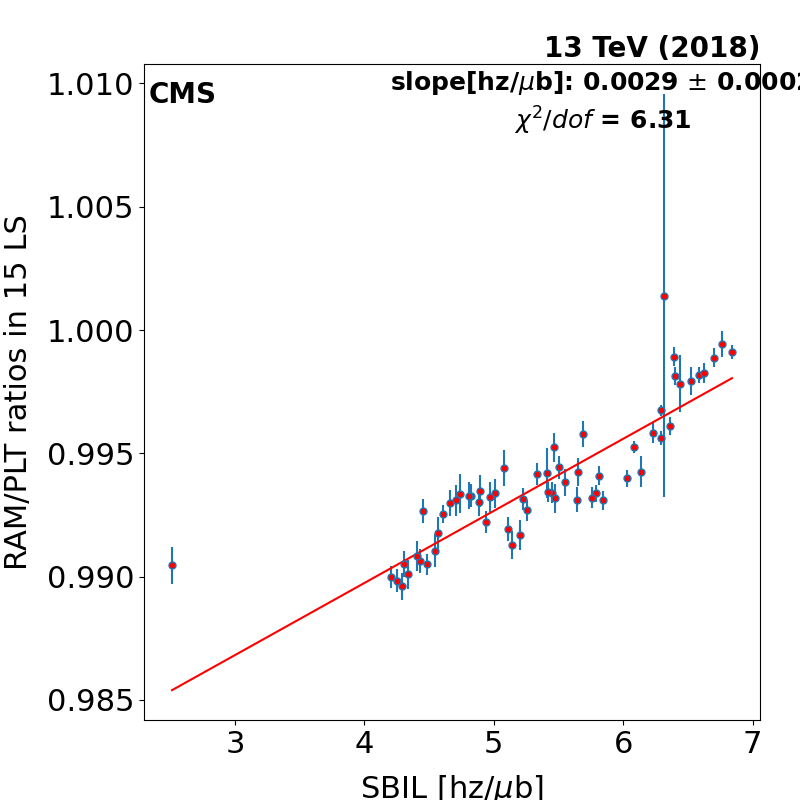 13 TeV (2018)
CMS
slope[hz/μb]: 0.0029 ± 0.0002
χ²/dof = 6.31
1.010
1.005
1.000
0.995
0.990
0.985
RAM/PLT ratios in 15 LS
3 4 5 6 7
SBIL [hz/μb]